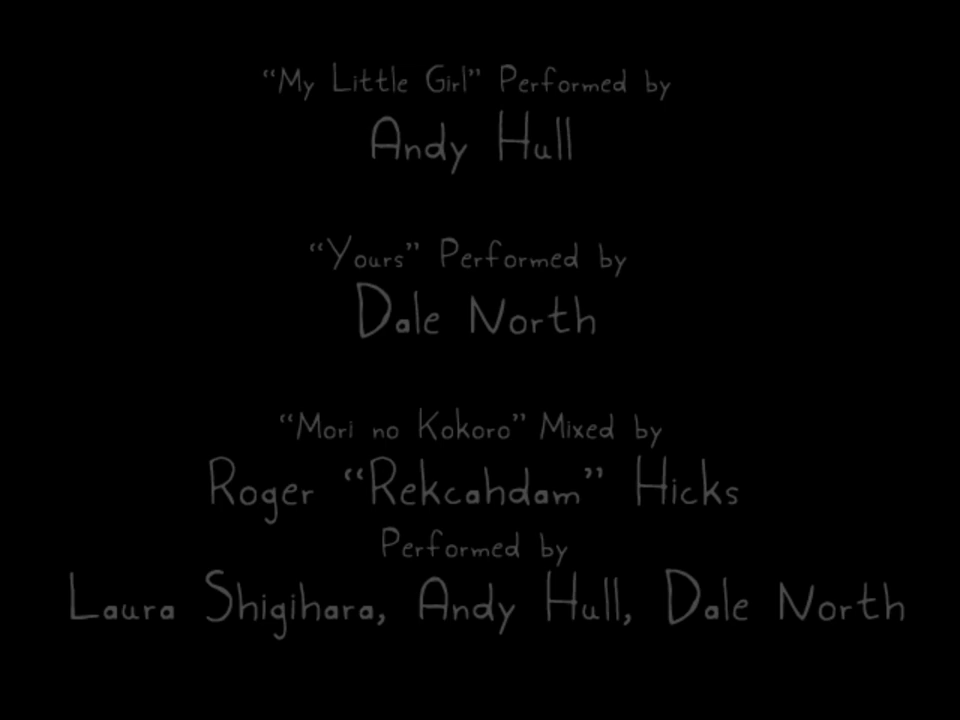 “My Little Girl” Performed by
Andy Hull
“Yours” Performed by
Dale North
“Mori no Kokoro” Mixed by
Roger “Rekcahdam” Hicks
Performed by
Laura Shigihara, Andy Hull, Dale North